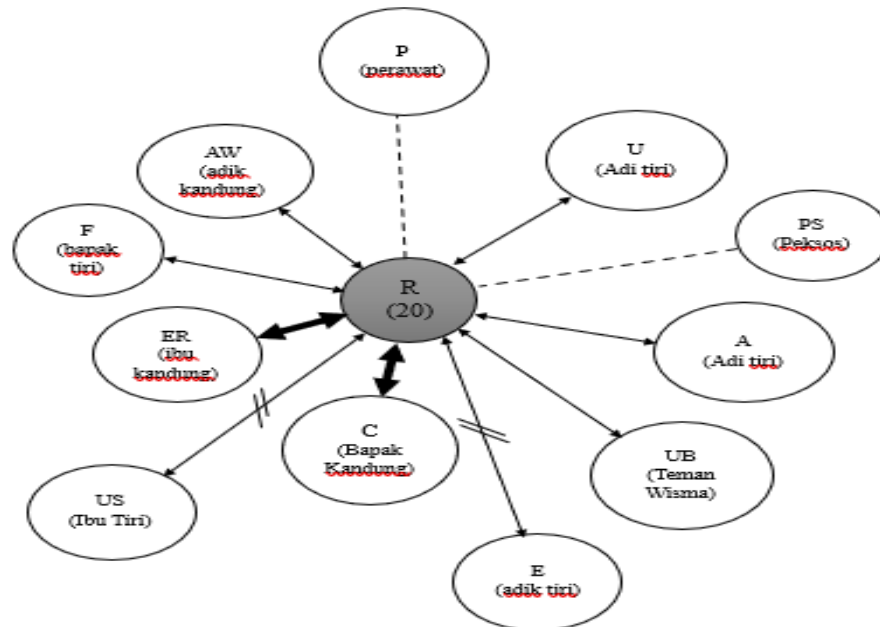 P
(perawat)
AW
(adik
kandung)
U
(Adi tiri)
F
(bapak
tiri)
PS
(Peksos)
R
(20)
ER
(ibu
kandung)
A
(Adi tiri)
C
(Bapak
Kandung)
UB
(Teman
Wisma)
US
(Ibu Tiri)
E
(adik tiri)